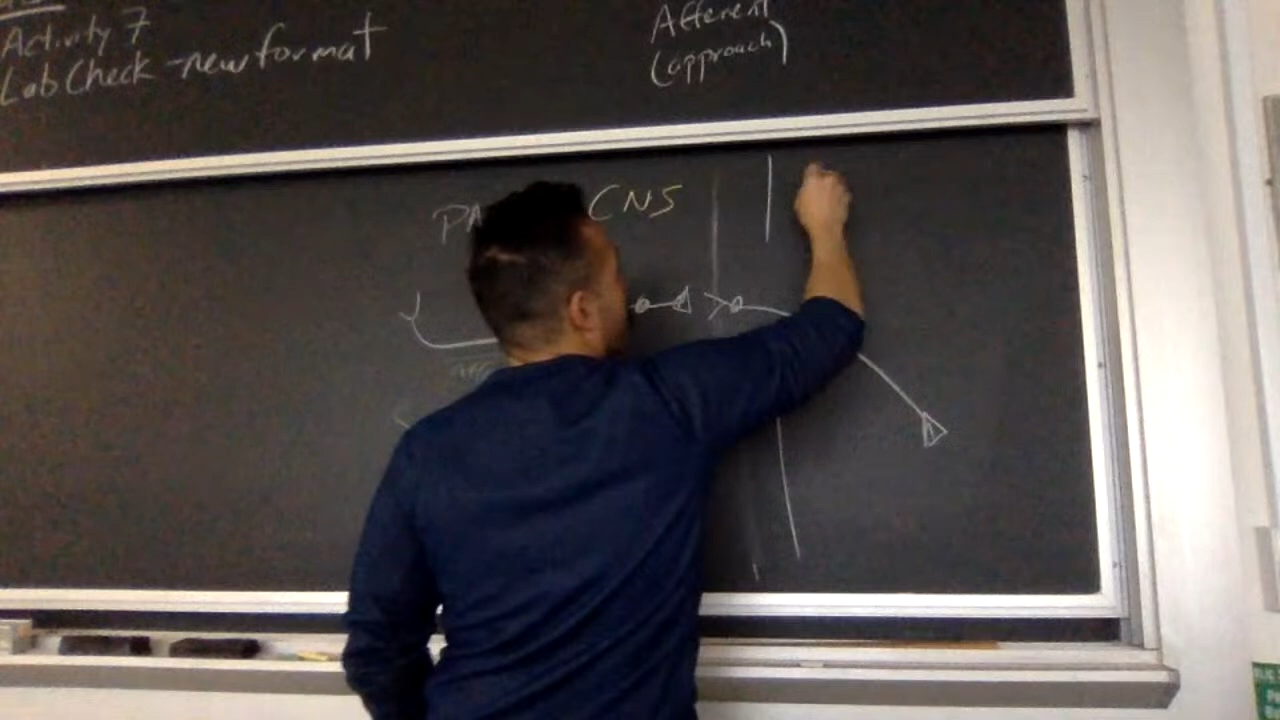 Activity 7
Lab Check - new format
Afferent
(approach)
CNS